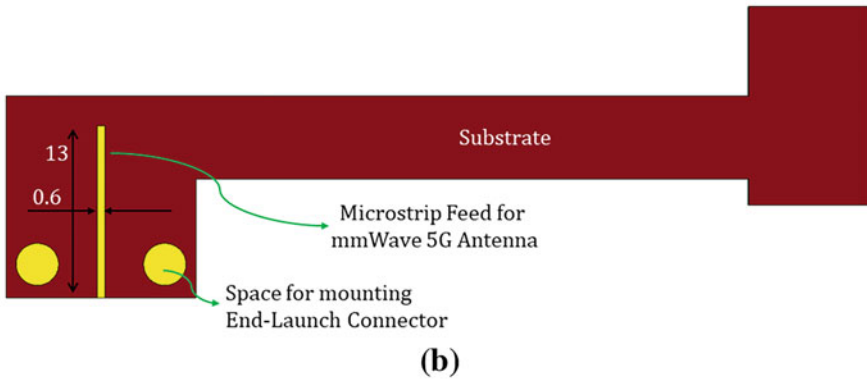 Substrate
13
0.6
Microstrip Feed for
mmWave 5G Antenna
Space for mounting
End-Launch Connector
(b)